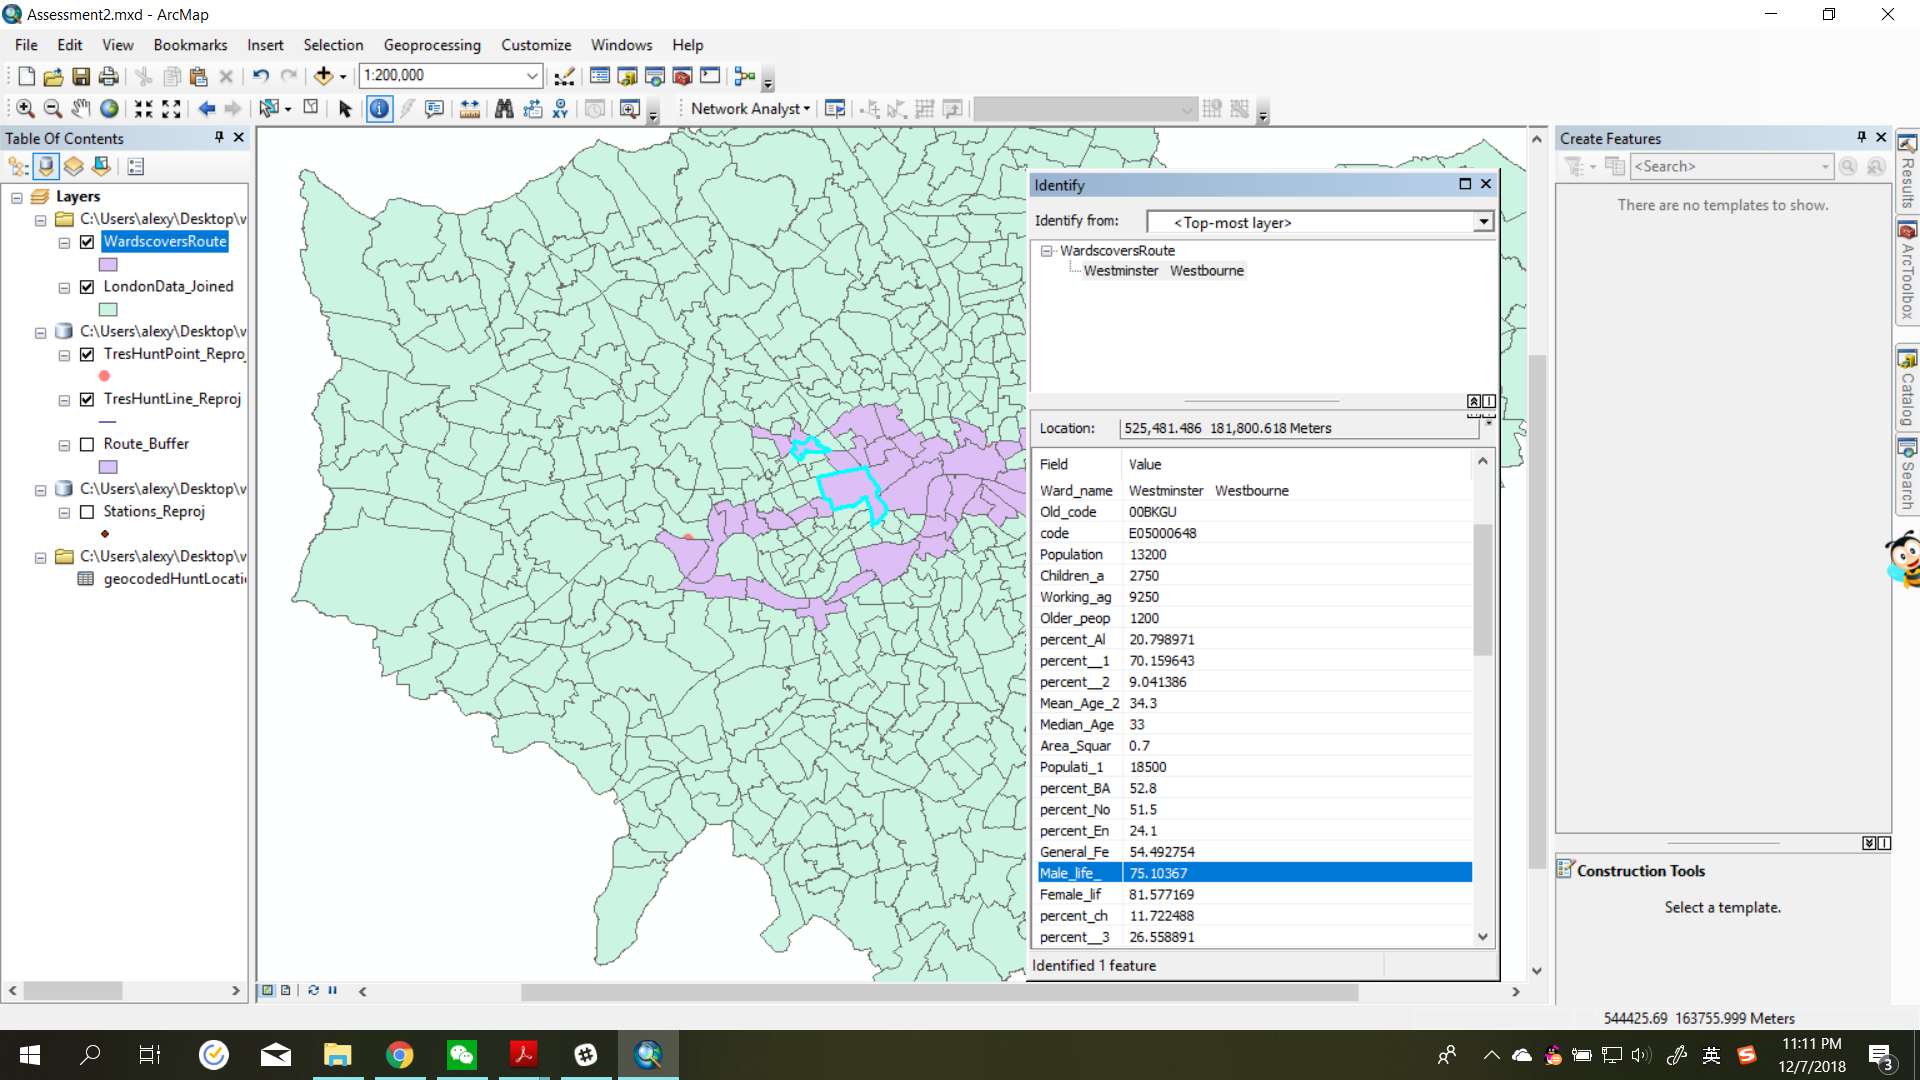 Assessment2.mxd - ArcMap
File Edit View Bookmarks Insert Selection Geoprocessing Customize Windows Help
1:200,000
Network Analyst
Table Of Contents
Layers
C:\Users\alexy\Desktop\v
WardscoversRoute
LondonData_Joined
C:\Users\alexy\Desktop\v
TresHuntPoint_Reproj
TresHuntLine_Reproj
Route_Buffer
C:\Users\alexy\Desktop\v
Stations_Reproj
C:\Users\alexy\Desktop\v
geocodedHuntLocati
Identify
Identify from: <Top-most layer>
WardscoversRoute
Westminster Westbourne
Location: 525,481.486 181,800.618 Meters
Field Value
Ward_name Westminster Westbourne
Old_code 00BKGU
code E05000648
Population 13200
Children_a 2750
Working_ag 9250
Older_peop 1200
percent_Al 20.798971
percent__1 70.159643
percent__2 9.041386
Mean_Age_2 34.3
Median_Age 33
Area_Squar 0.7
Populati_1 18500
percent_BA 52.8
percent_No 51.5
percent_En 24.1
General_Fe 54.492754
Male_life_ 75.10367
Female_lif 81.577169
percent_ch 11.722488
percent__3 26.558891
Identified 1 feature
Create Features
<Search>
There are no templates to show.
Construction Tools
Select a template.
Results
ArcToolbox
Catalog
Search
544425.69 163755.999 Meters
英
11:11 PM
12/7/2018
3